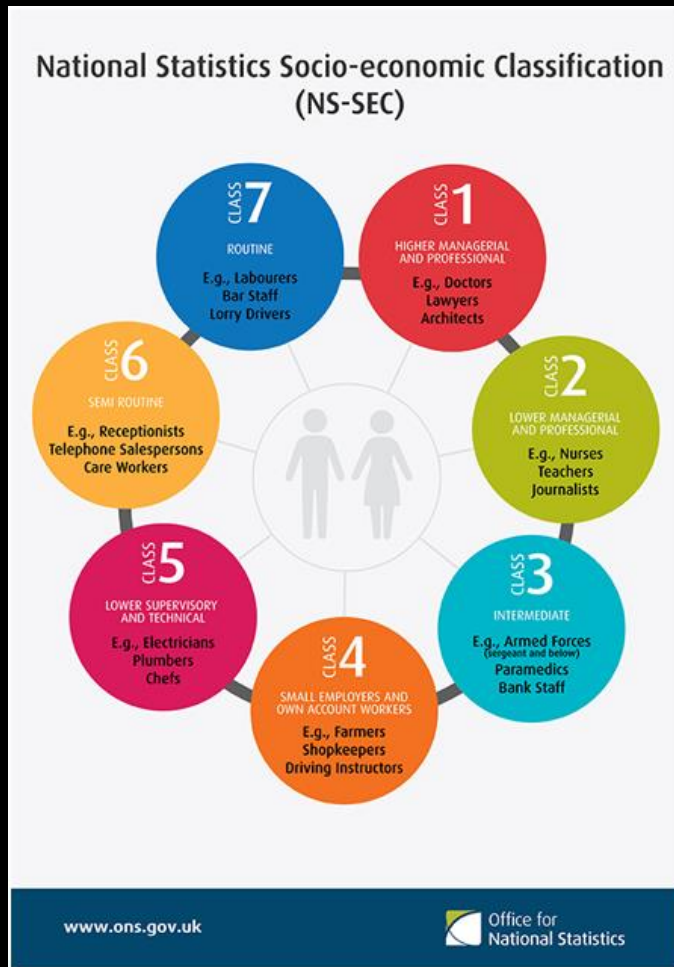 National Statistics Socio-economic Classification
(NS-SEC)
CLASS 1
HIGHER MANAGERIAL
AND PROFESSIONAL
E.g., Doctors
Lawyers
Architects
CLASS 2
LOWER MANAGERIAL
AND PROFESSIONAL
E.g., Nurses
Teachers
Journalists
CLASS 3
INTERMEDIATE
E.g., Armed Forces
(sergeant and below)
Paramedics
Bank Staff
CLASS 4
SMALL EMPLOYERS AND
OWN ACCOUNT WORKERS
E.g., Farmers
Shopkeepers
Driving Instructors
CLASS 5
LOWER SUPERVISORY
AND TECHNICAL
E.g., Electricians
Plumbers
Chefs
CLASS 6
SEMI ROUTINE
E.g., Receptionists
Telephone Salespersons
Care Workers
CLASS 7
ROUTINE
E.g., Labourers
Bar Staff
Lorry Drivers
www.ons.gov.uk
Office for
National Statistics